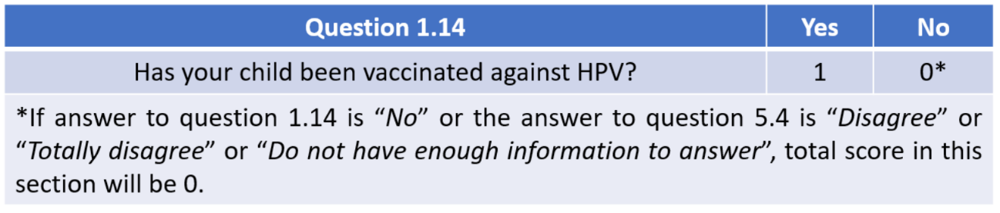 Question 1.14 Yes No
Has your child been vaccinated against HPV? 1 0*
*If answer to question 1.14 is “No” or the answer to question 5.4 is “Disagree” or
“Totally disagree” or “Do not have enough information to answer”, total score in this
section will be 0.